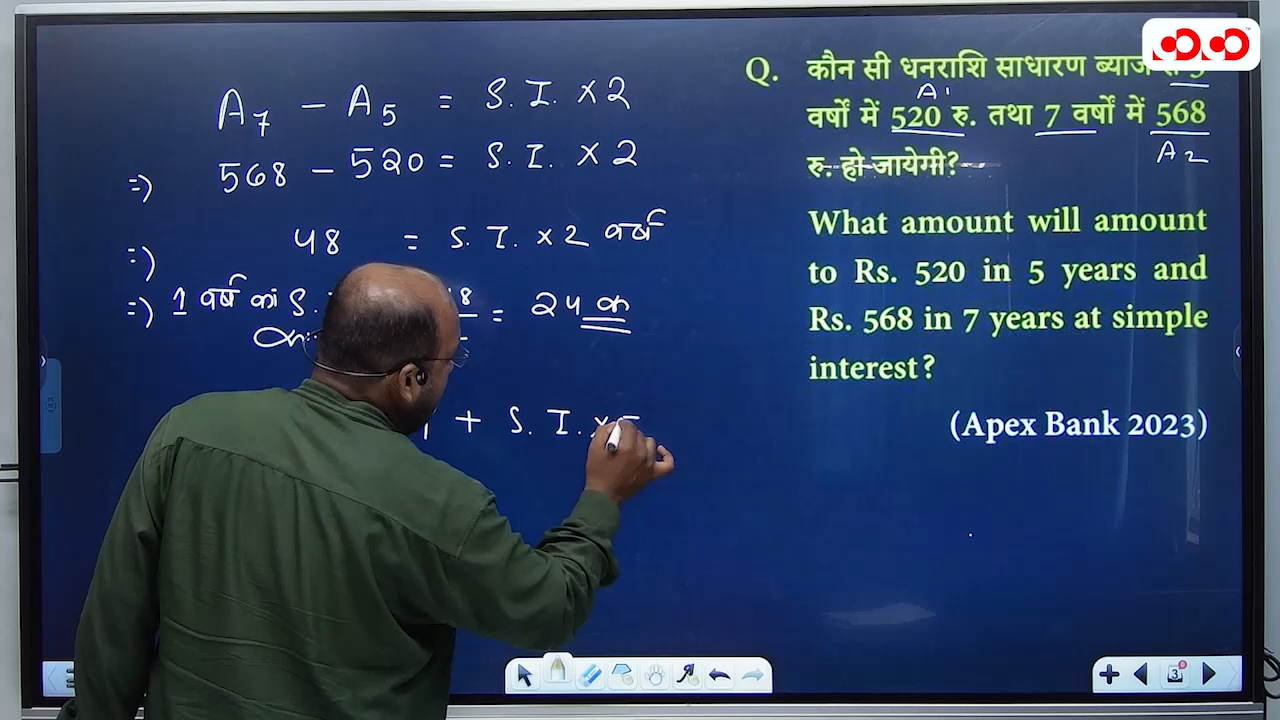 A₇ - A₅ = S. I. × 2
=) 568 - 520 = S. I. × 2
=) 48 = S. I. × 2 वर्ष
=) 1 वर्ष का S. = 24 रु
+ S. I. × 5
Q. कौन सी धनराशि साधारण ब्याज
A1
वर्षों में 520 रु. तथा 7 वर्षों में 568
A2
रु. हो जायेगी?
What amount will amount
to Rs. 520 in 5 years and
Rs. 568 in 7 years at simple
interest?
(Apex Bank 2023)
3